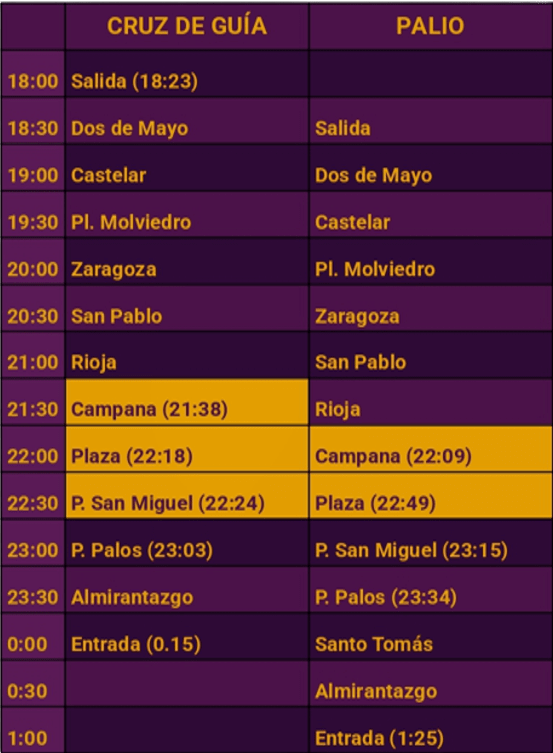 CRUZ DE GUÍA PALIO
18:00 Salida (18:23)
18:30 Dos de Mayo Salida
19:00 Castelar Dos de Mayo
19:30 Pl. Molviedro Castelar
20:00 Zaragoza Pl. Molviedro
20:30 San Pablo Zaragoza
21:00 Rioja San Pablo
21:30 Campana (21:38) Rioja
22:00 Plaza (22:18) Campana (22:09)
22:30 P. San Miguel (22:24) Plaza (22:49)
23:00 P. Palos (23:03) P. San Miguel (23:15)
23:30 Almirantazgo P. Palos (23:34)
0:00 Entrada (0.15) Santo Tomás
0:30 Almirantazgo
1:00 Entrada (1:25)